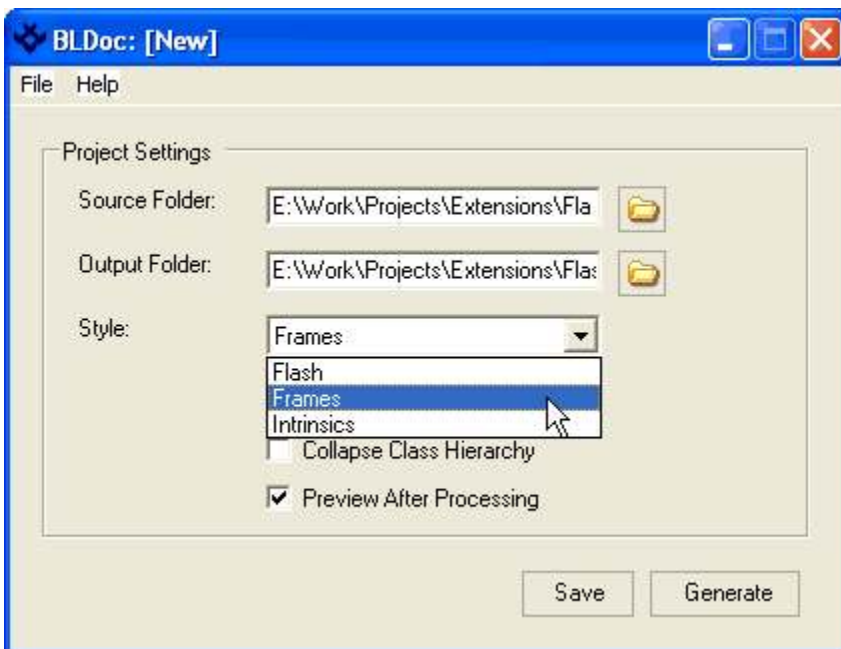 BLDoc: [New]
File Help
Project Settings
Source Folder: E:\Work\Projects\Extensions\Fla
Output Folder: E:\Work\Projects\Extensions\Flas
Style: Frames
Flash
Frames
Intrinsics
Collapse Class Hierarchy
Preview After Processing
Save Generate